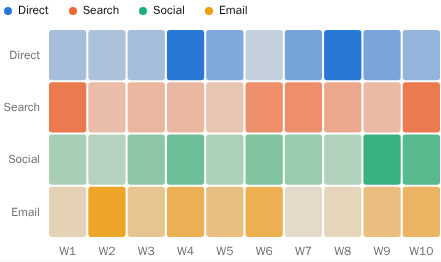 Direct Search Social Email
Direct
Search
Social
Email
W1 W2 W3 W4 W5 W6 W7 W8 W9 W10